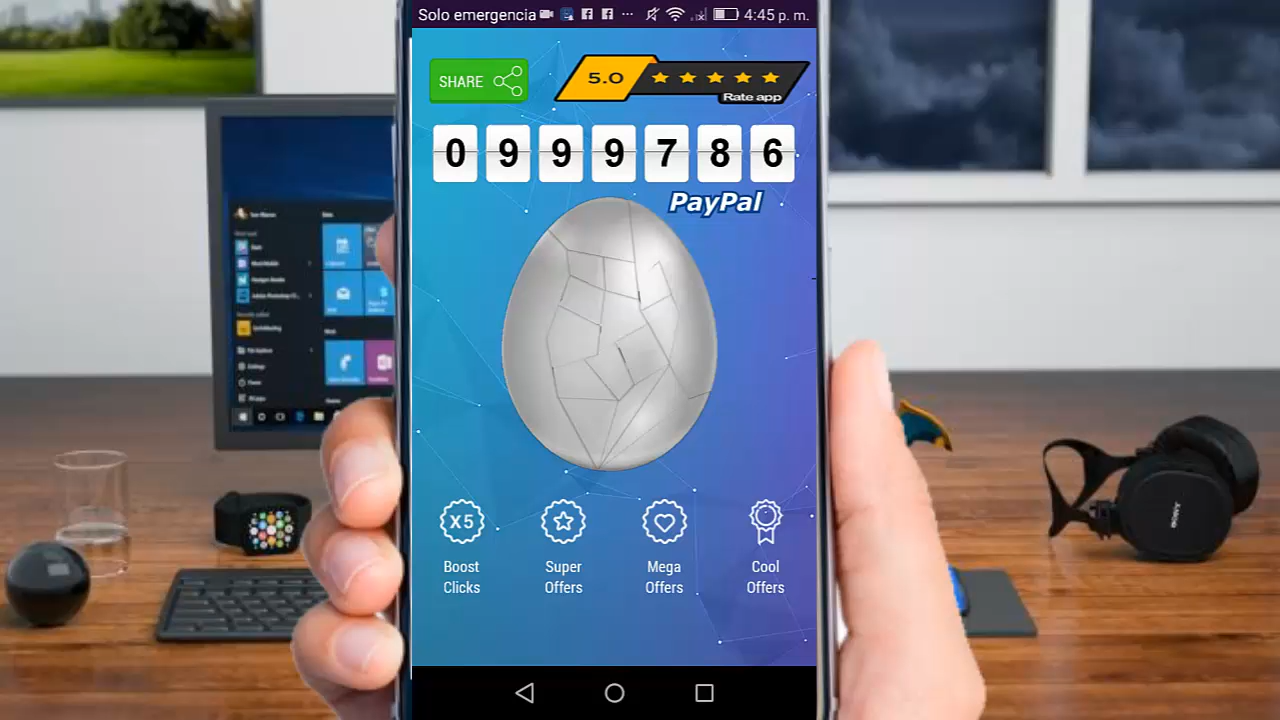 Solo emergencia ... 4:45 p. m.
SHARE
5.0
Rate app
0 9 9 9 7 8 6
PayPal
X5
Boost Clicks
Super Offers
Mega Offers
Cool Offers
SONY